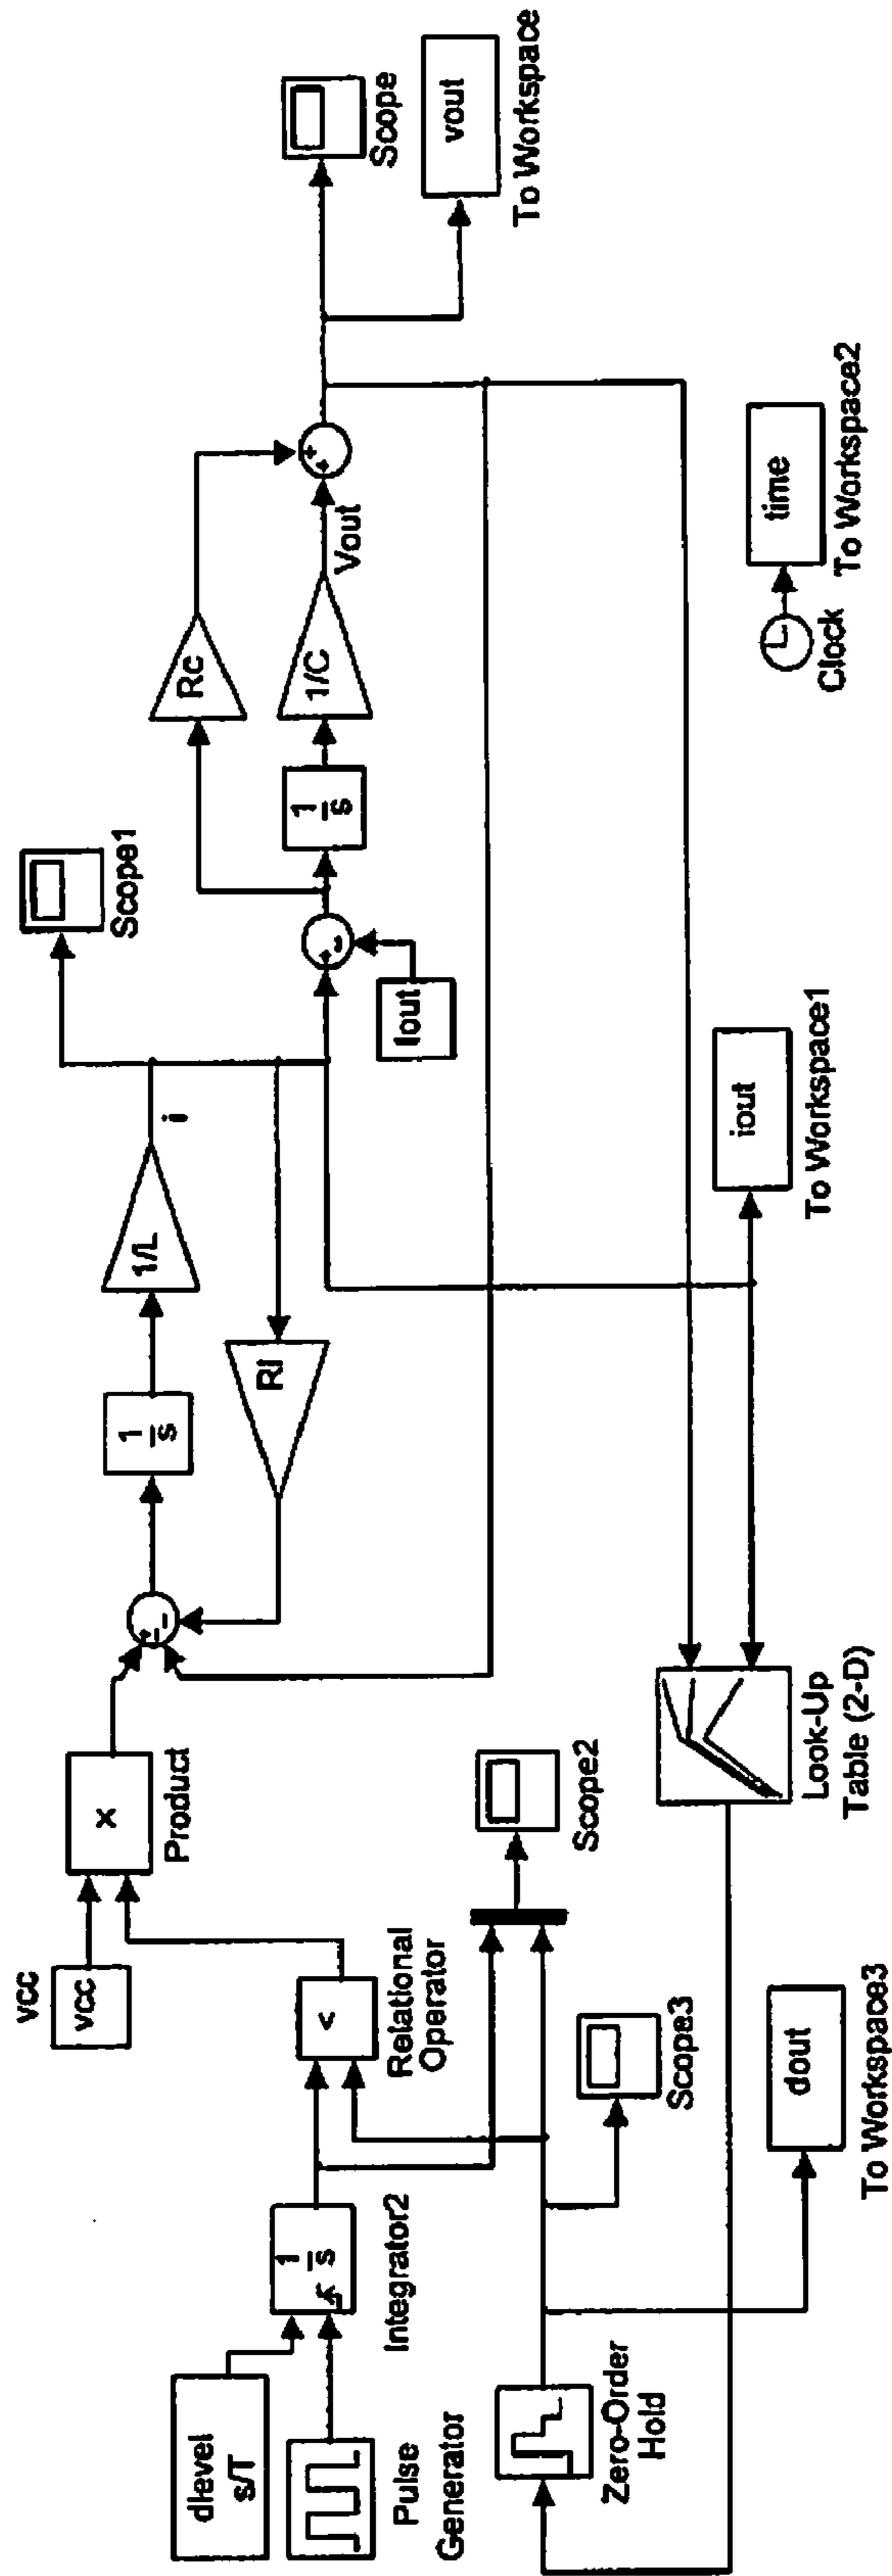 dlevel
s/T
Pulse
Generator
1
s
Integrator2
Zero-Order
Hold
vcc
vcc
x
Product
<
Relational
Operator
Scope2
Scope3
dout
To Workspace3
1
s
1/L
i
Rl
Look-Up
Table (2-D)
Scope1
Iout
iout
To Workspace1
1
s
Rc
1/C
Vout
Clock
time
To Workspace2
Scope
vout
To Workspace